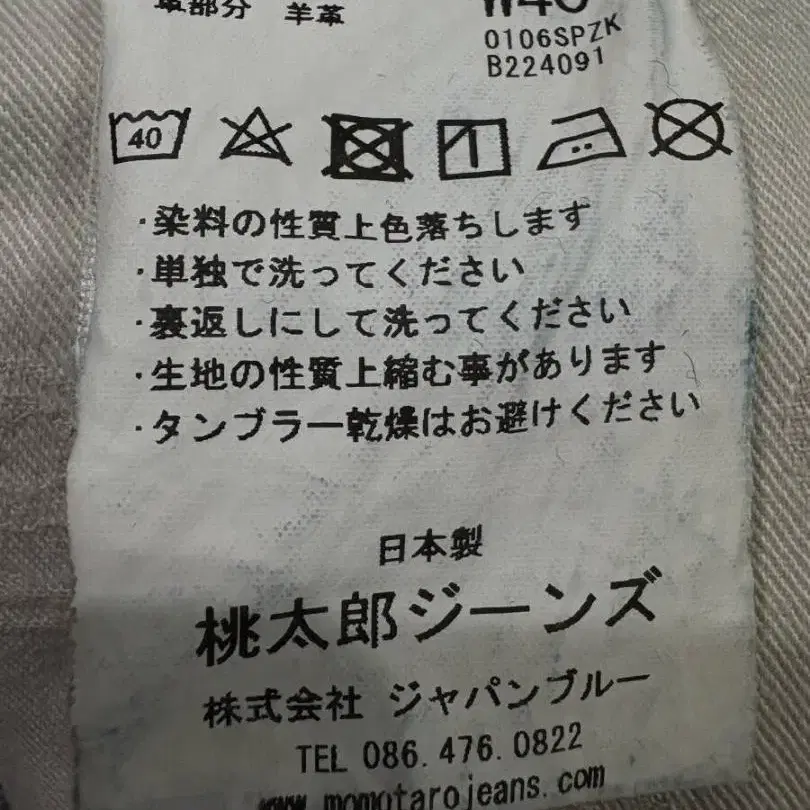 革部分 羊革
W40
0106SPZK
B224091
40
・染料の性質上色落ちします
・単独で洗ってください
・裏返しにして洗ってください
・生地の性質上縮む事があります
・タンブラー乾燥はお避けください
日本製
桃太郎ジーンズ
株式会社 ジャパンブルー
TEL 086.476.0822
www.momotarojeans.com